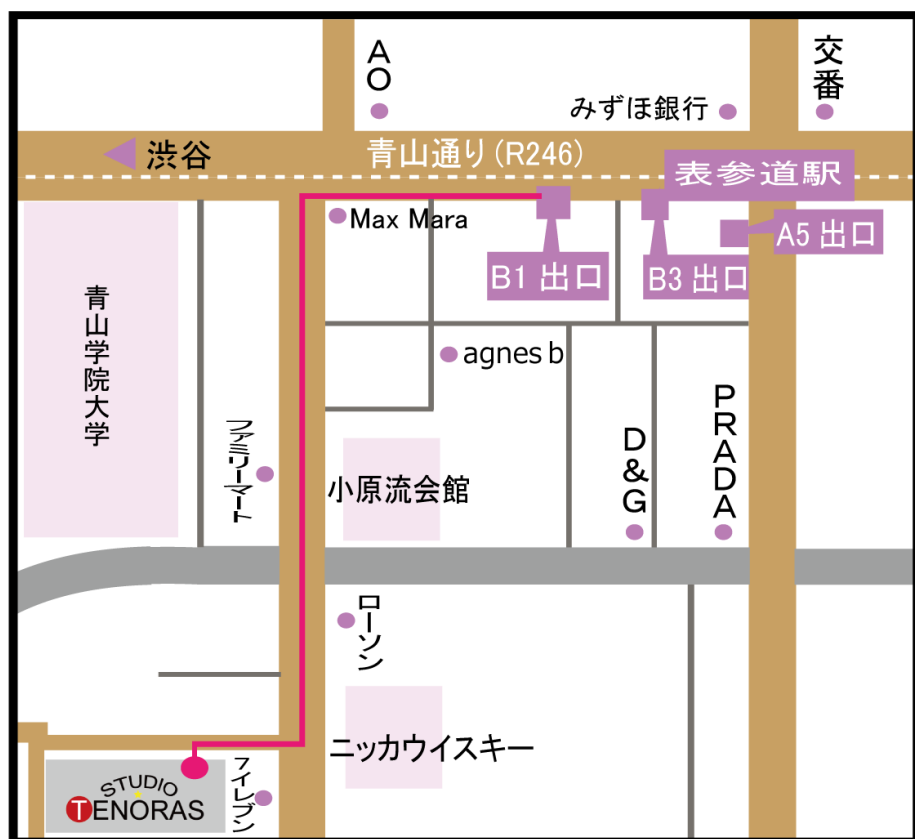 AO
交番
みずほ銀行
渋谷
青山通り(R246)
表参道駅
Max Mara
B1 出口
B3 出口
A5 出口
青山学院大学
agnes b
ファミリーマート
小原流会館
D&G
PRADA
ローソン
ニッカウイスキー
STUDIO
TENORAS
イレブン